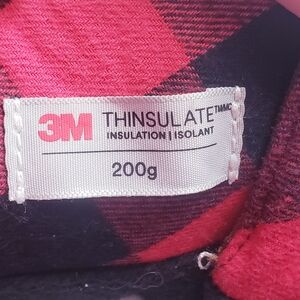 3M THINSULATE™MC
INSULATION | ISOLANT
200g